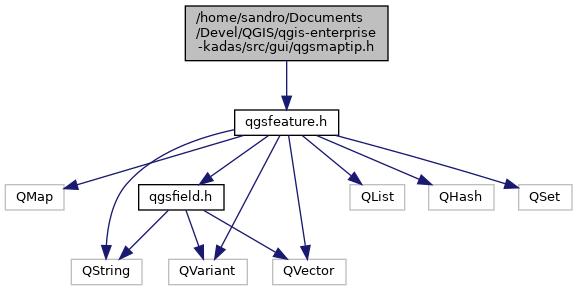 /home/sandro/Documents
/Devel/QGIS/qgis-enterprise
-kadas/src/gui/qgsmaptip.h
qgsfeature.h
QMap
qgsfield.h
QList
QHash
QSet
QString
QVariant
QVector